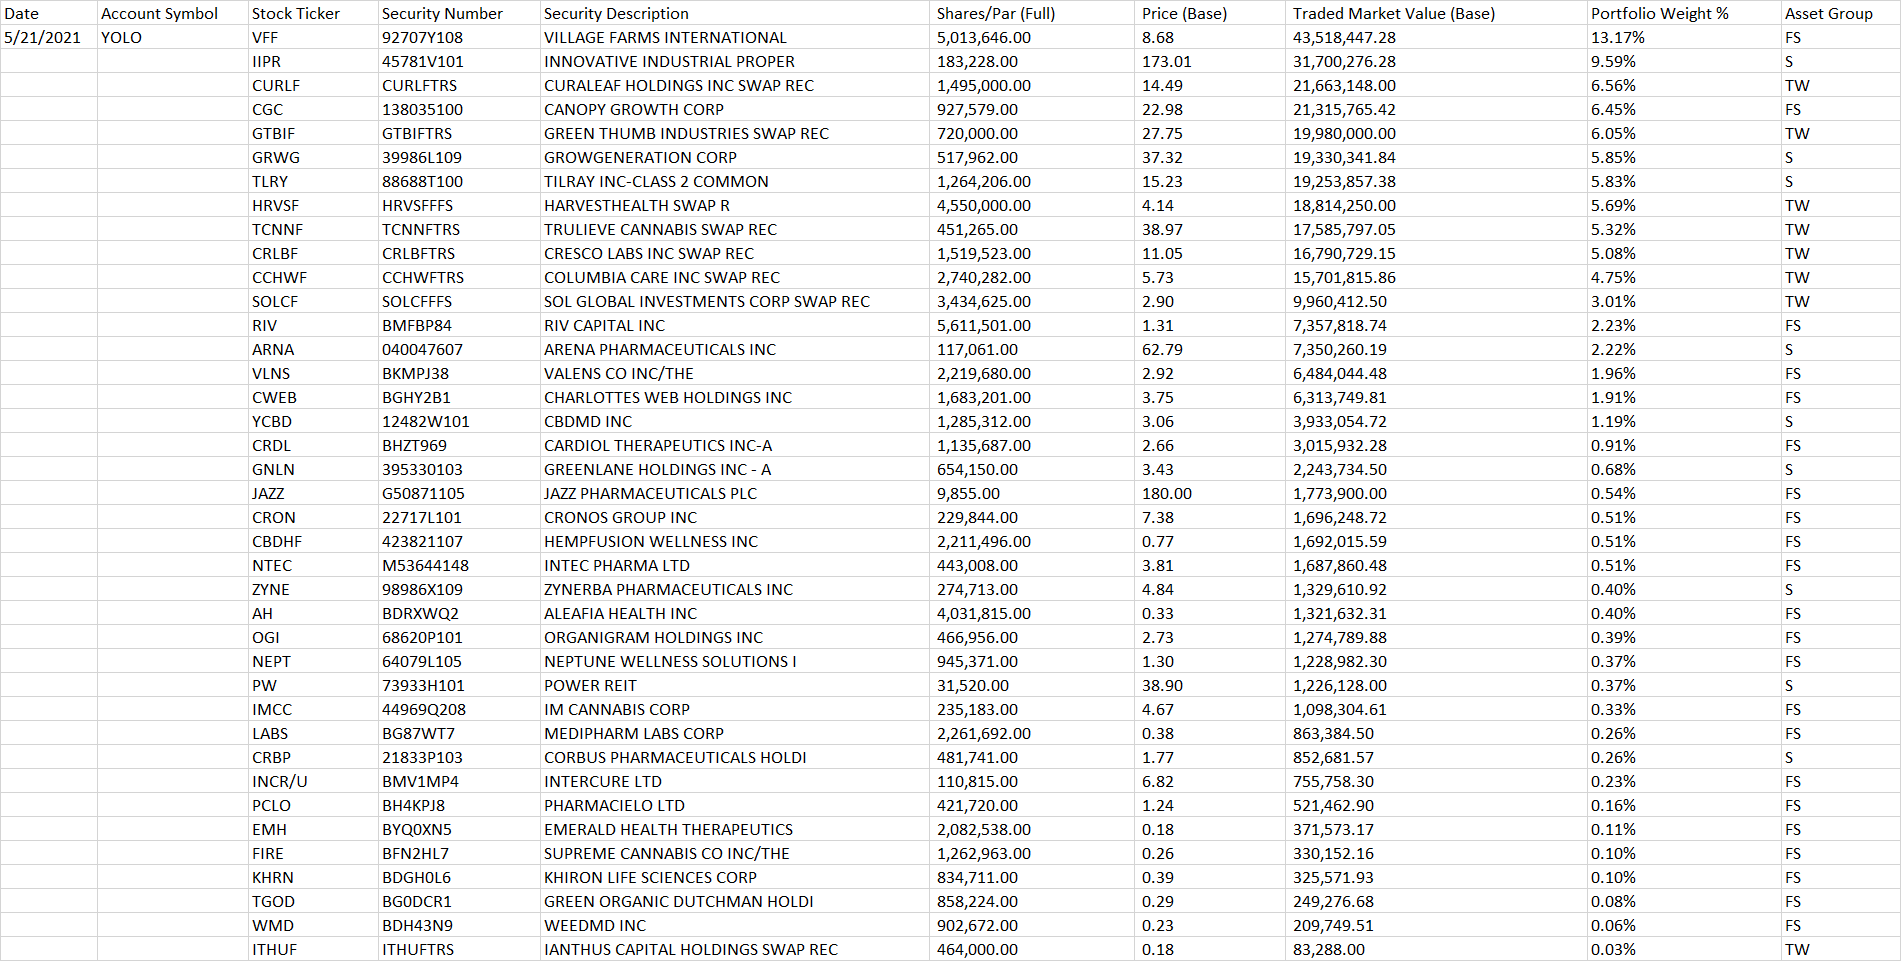 Date Account Symbol Stock Ticker Security Number Security Description Shares/Par (Full) Price (Base) Traded Market Value (Base) Portfolio Weight % Asset Group
5/21/2021 YOLO VFF 92707Y108 VILLAGE FARMS INTERNATIONAL 5,013,646.00 8.68 43,518,447.28 13.17% FS
IIPR 45781V101 INNOVATIVE INDUSTRIAL PROPER 183,228.00 173.01 31,700,276.28 9.59% S
CURLF CURLFTRS CURALEAF HOLDINGS INC SWAP REC 1,495,000.00 14.49 21,663,148.00 6.56% TW
CGC 138035100 CANOPY GROWTH CORP 927,579.00 22.98 21,315,765.42 6.45% FS
GTBIF GTBIFTRS GREEN THUMB INDUSTRIES SWAP REC 720,000.00 27.75 19,980,000.00 6.05% TW
GRWG 39986L109 GROWGENERATION CORP 517,962.00 37.32 19,330,341.84 5.85% S
TLRY 88688T100 TILRAY INC-CLASS 2 COMMON 1,264,206.00 15.23 19,253,857.38 5.83% S
HRVSF HRVSFFFS HARVESTHEALTH SWAP R 4,550,000.00 4.14 18,814,250.00 5.69% TW
TCNNF TCNNFTRS TRULIEVE CANNABIS SWAP REC 451,265.00 38.97 17,585,797.05 5.32% TW
CRLBF CRLBFTRS CRESCO LABS INC SWAP REC 1,519,523.00 11.05 16,790,729.15 5.08% TW
CCHWF CCHWFTRS COLUMBIA CARE INC SWAP REC 2,740,282.00 5.73 15,701,815.86 4.75% TW
SOLCF SOLCFFFS SOL GLOBAL INVESTMENTS CORP SWAP REC 3,434,625.00 2.90 9,960,412.50 3.01% TW
RIV BMFBP84 RIV CAPITAL INC 5,611,501.00 1.31 7,357,818.74 2.23% FS
ARNA 040047607 ARENA PHARMACEUTICALS INC 117,061.00 62.79 7,350,260.19 2.22% S
VLNS BKMPJ38 VALENS CO INC/THE 2,219,680.00 2.92 6,484,044.48 1.96% FS
CWEB BGHY2B1 CHARLOTTES WEB HOLDINGS INC 1,683,201.00 3.75 6,313,749.81 1.91% FS
YCBD 12482W101 CBDMD INC 1,285,312.00 3.06 3,933,054.72 1.19% S
CRDL BHZT969 CARDIOL THERAPEUTICS INC-A 1,135,687.00 2.66 3,015,932.28 0.91% FS
GNLN 395330103 GREENLANE HOLDINGS INC - A 654,150.00 3.43 2,243,734.50 0.68% S
JAZZ G50871105 JAZZ PHARMACEUTICALS PLC 9,855.00 180.00 1,773,900.00 0.54% FS
CRON 22717L101 CRONOS GROUP INC 229,844.00 7.38 1,696,248.72 0.51% FS
CBDHF 423821107 HEMPFUSION WELLNESS INC 2,211,496.00 0.77 1,692,015.59 0.51% FS
NTEC M53644148 INTEC PHARMA LTD 443,008.00 3.81 1,687,860.48 0.51% FS
ZYNE 98986X109 ZYNERBA PHARMACEUTICALS INC 274,713.00 4.84 1,329,610.92 0.40% S
AH BDRXWQ2 ALEAFIA HEALTH INC 4,031,815.00 0.33 1,321,632.31 0.40% FS
OGI 68620P101 ORGANIGRAM HOLDINGS INC 466,956.00 2.73 1,274,789.88 0.39% FS
NEPT 64079L105 NEPTUNE WELLNESS SOLUTIONS I 945,371.00 1.30 1,228,982.30 0.37% FS
PW 73933H101 POWER REIT 31,520.00 38.90 1,226,128.00 0.37% S
IMCC 44969Q208 IM CANNABIS CORP 235,183.00 4.67 1,098,304.61 0.33% FS
LABS BG87WT7 MEDIPHARM LABS CORP 2,261,692.00 0.38 863,384.50 0.26% FS
CRBP 21833P103 CORBUS PHARMACEUTICALS HOLDI 481,741.00 1.77 852,681.57 0.26% S
INCR/U BMV1MP4 INTERCURE LTD 110,815.00 6.82 755,758.30 0.23% FS
PCLO BH4KPJ8 PHARMACIELO LTD 421,720.00 1.24 521,462.90 0.16% FS
EMH BYQ0XN5 EMERALD HEALTH THERAPEUTICS 2,082,538.00 0.18 371,573.17 0.11% FS
FIRE BFN2HL7 SUPREME CANNABIS CO INC/THE 1,262,963.00 0.26 330,152.16 0.10% FS
KHRN BDGH0L6 KHIRON LIFE SCIENCES CORP 834,711.00 0.39 325,571.93 0.10% FS
TGOD BG0DCR1 GREEN ORGANIC DUTCHMAN HOLDI 858,224.00 0.29 249,276.68 0.08% FS
WMD BDH43N9 WEEDMD INC 902,672.00 0.23 209,749.51 0.06% FS
ITHUF ITHUFTRS IANTHUS CAPITAL HOLDINGS SWAP REC 464,000.00 0.18 83,288.00 0.03% TW